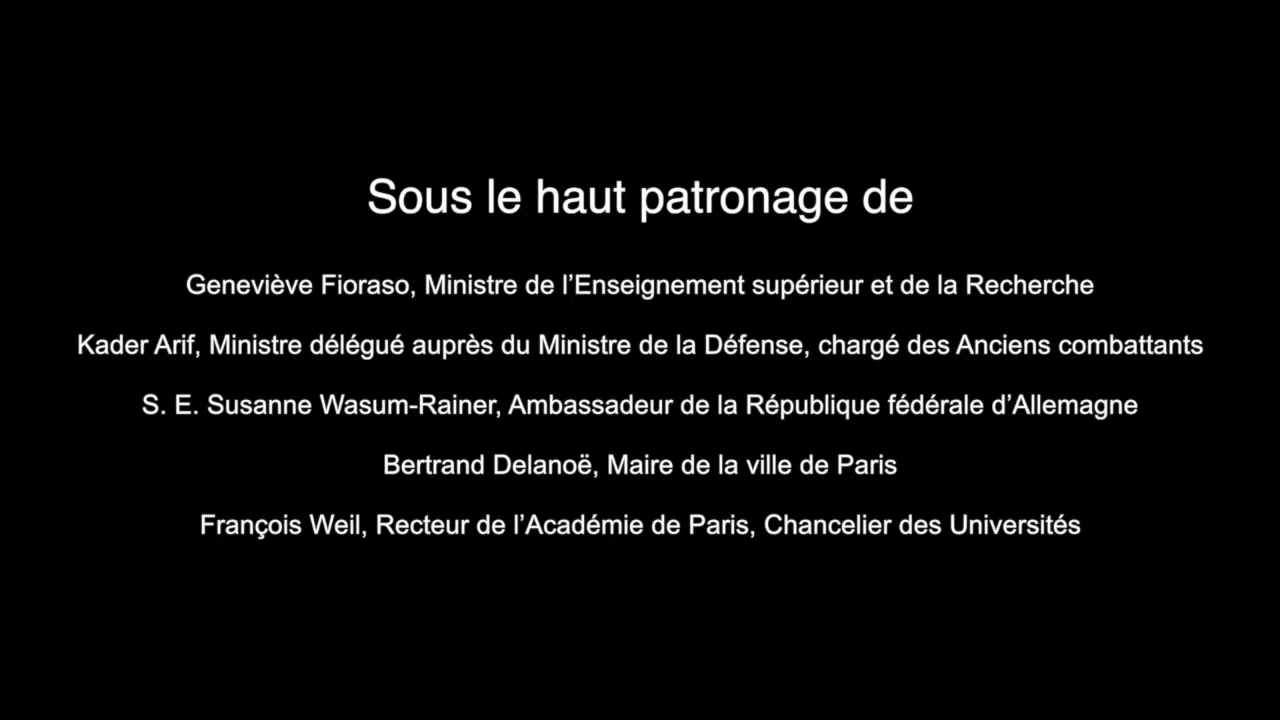 Sous le haut patronage de
Geneviève Fioraso, Ministre de l’Enseignement supérieur et de la Recherche
Kader Arif, Ministre délégué auprès du Ministre de la Défense, chargé des Anciens combattants
S. E. Susanne Wasum-Rainer, Ambassadeur de la République fédérale d’Allemagne
Bertrand Delanoë, Maire de la ville de Paris
François Weil, Recteur de l’Académie de Paris, Chancelier des Universités